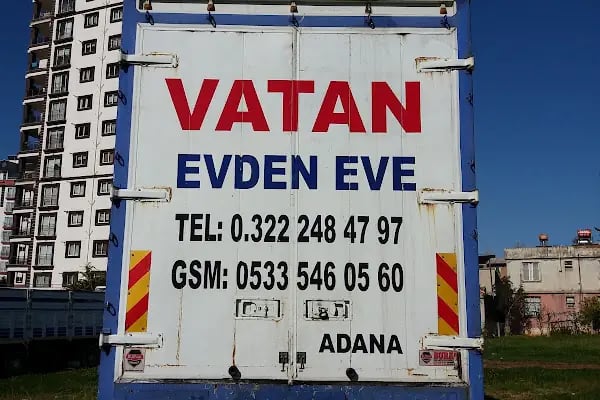 VATAN
EVDEN EVE
TEL: 0.322 248 47 97
GSM: 0533 546 05 60
ADANA